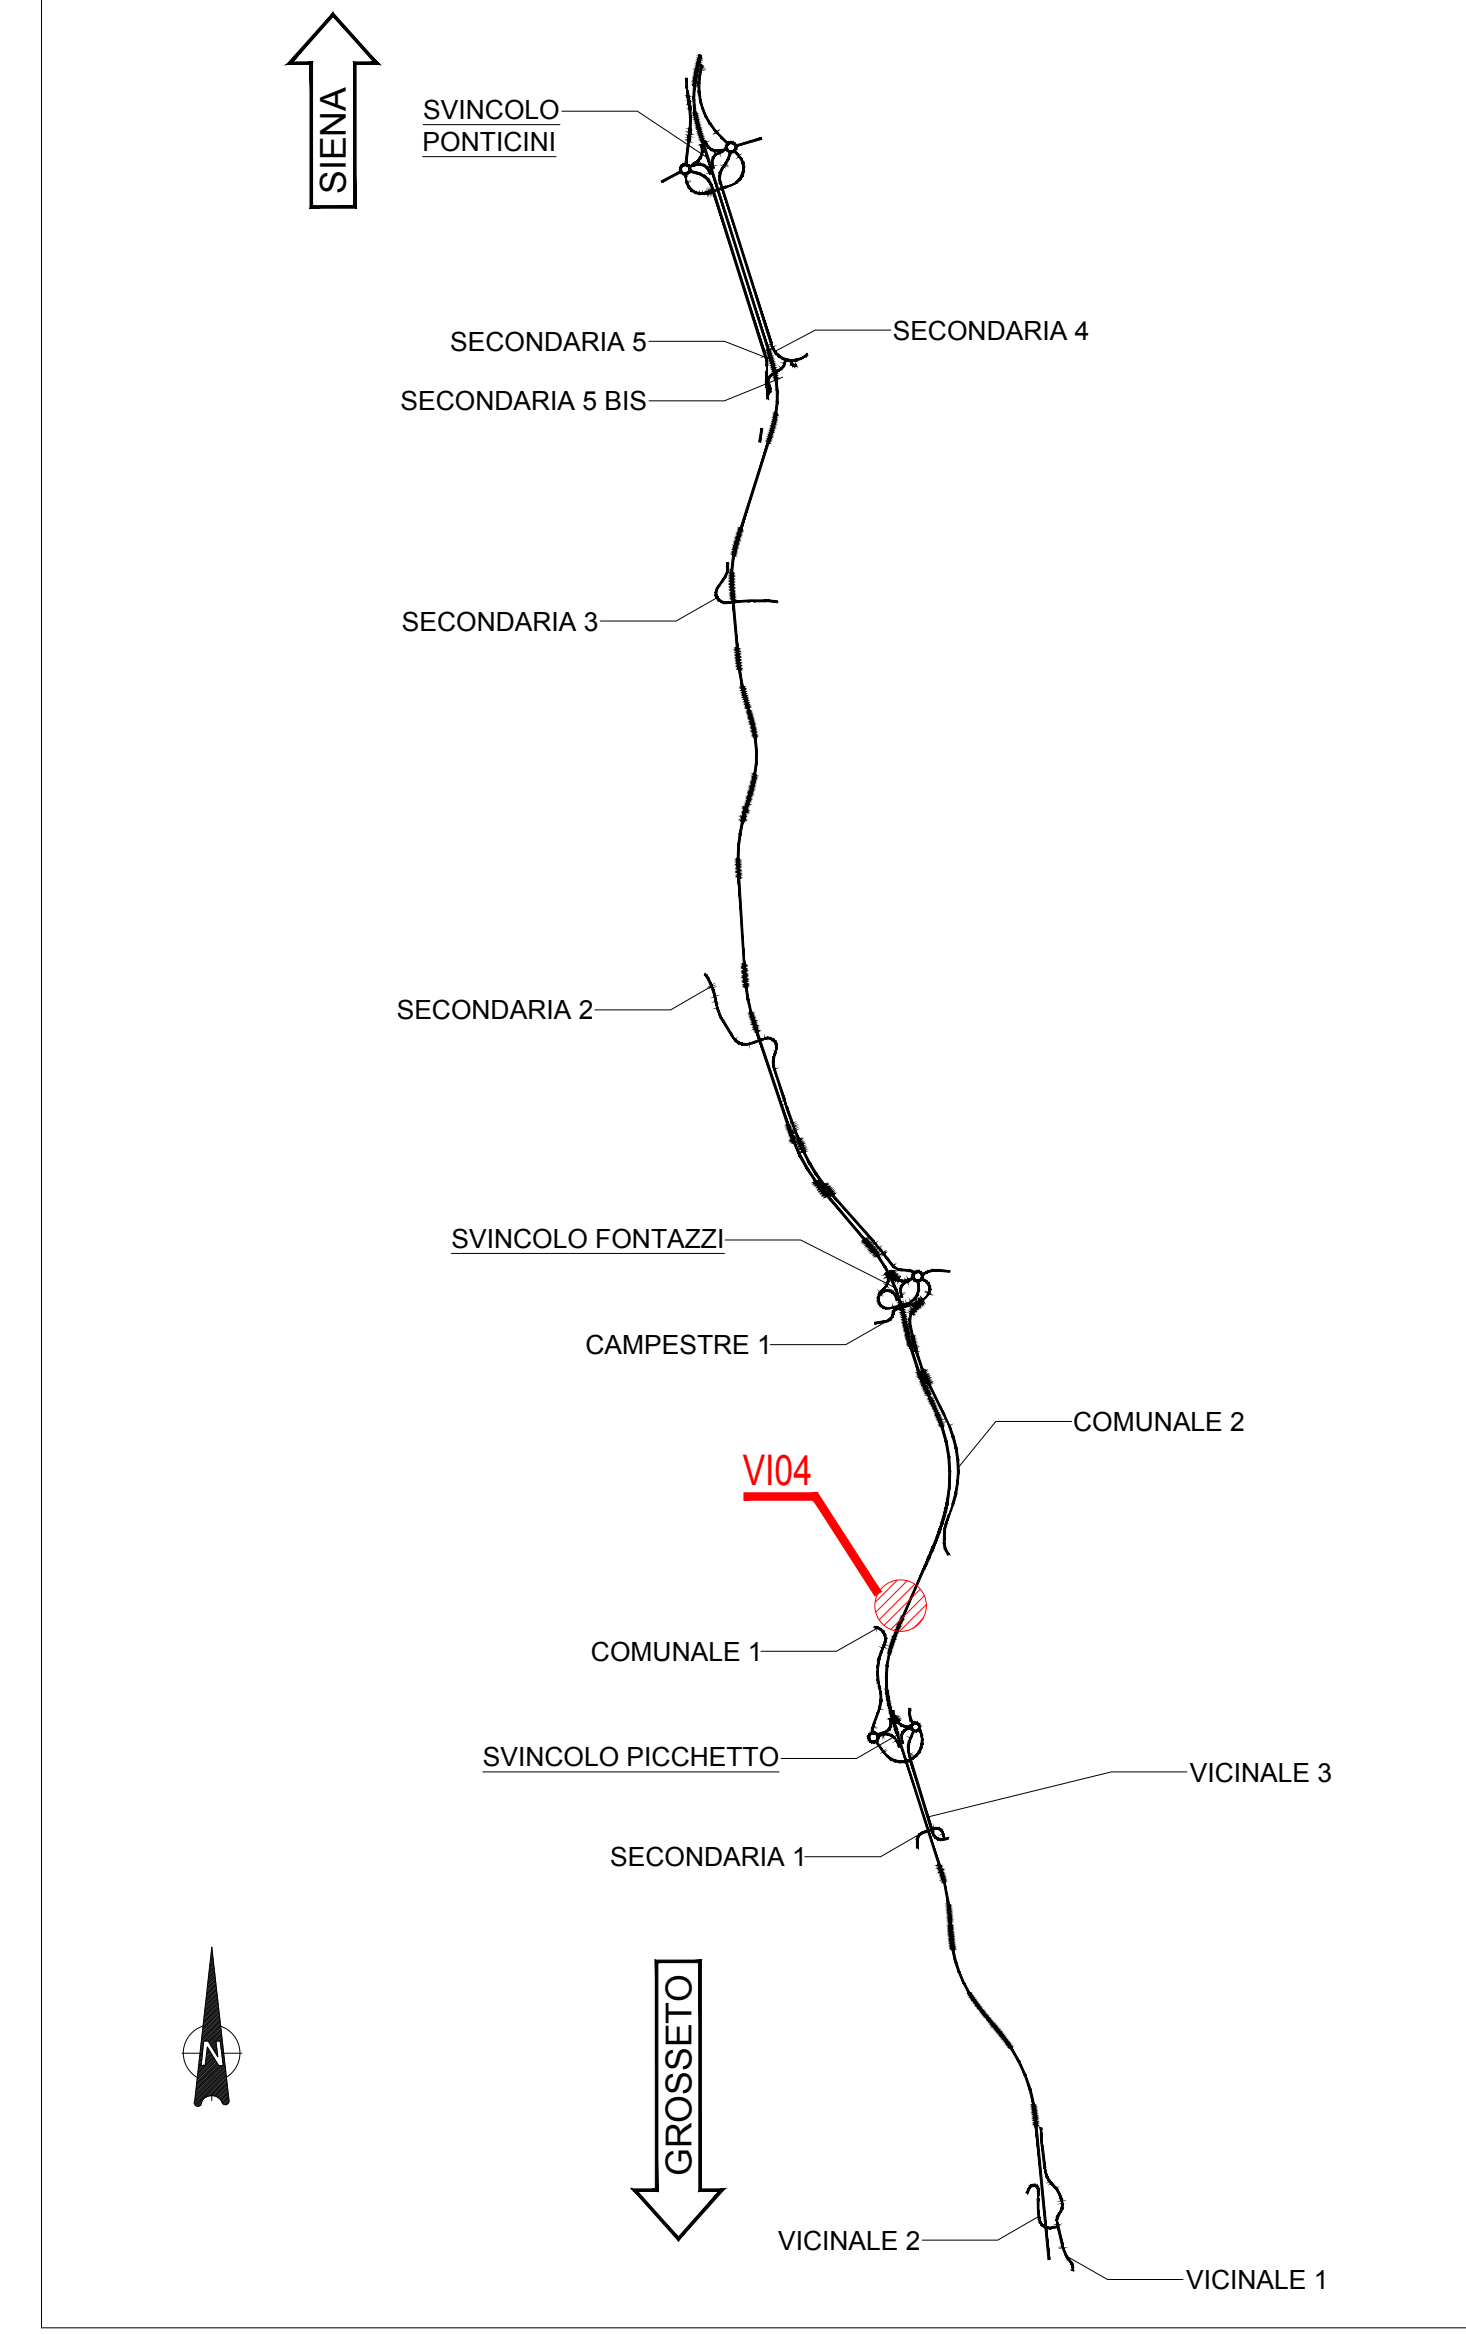 SIENA
SVINCOLO
PONTICINI
SECONDARIA 4
SECONDARIA 5
SECONDARIA 5 BIS
SECONDARIA 3
SECONDARIA 2
SVINCOLO FONTAZZI
CAMPESTRE 1
COMUNALE 2
VI04
COMUNALE 1
SVINCOLO PICCHETTO
VICINALE 3
SECONDARIA 1
N
GROSSETO
VICINALE 2
VICINALE 1